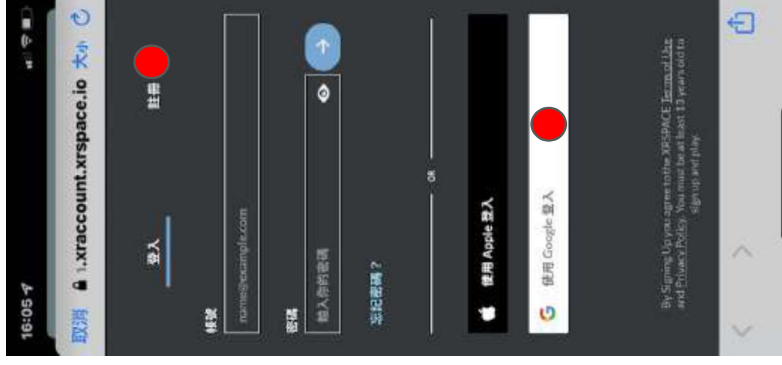 16:05
取消 1.xraccount.xrspace.io 大小
登入 註冊
帳號
name@example.com
密碼
輸入你的密碼
忘記密碼？
OR
使用 Apple 登入
使用 Google 登入
By Signing Up you agree to the XRSPACE Terms of Use
and Privacy Policy. You must be at least 13 years old to
sign up and play.